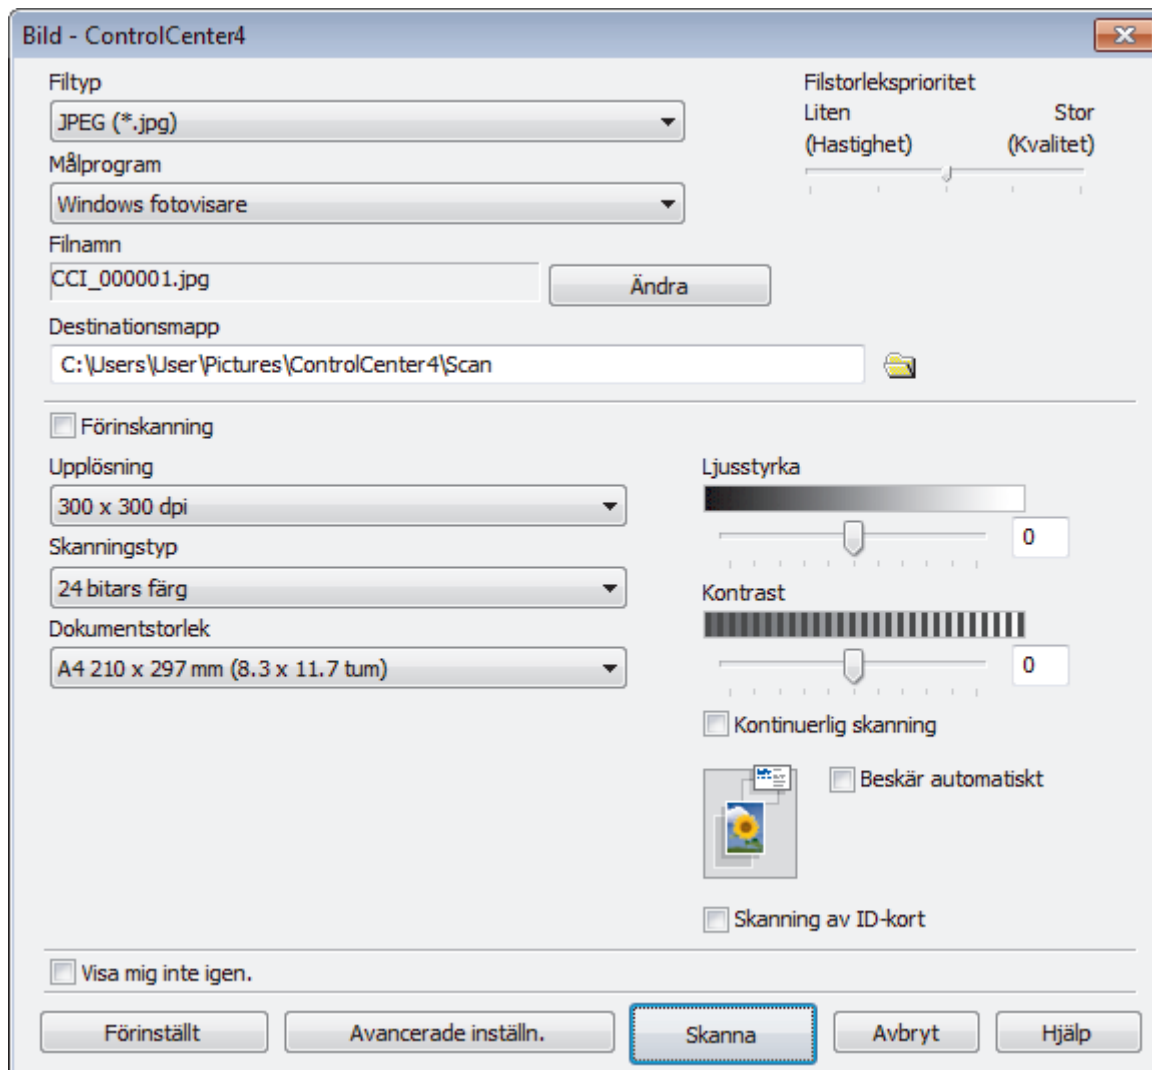 Bild - ControlCenter4
Filtyp
JPEG (*.jpg)
Filstorleksprioritet
Liten
Stor
(Hastighet)
(Kvalitet)
Målprogram
Windows fotovisare
Filnamn
CCI_000001.jpg
Ändra
Destinationsmapp
C:\Users\User\Pictures\ControlCenter4\Scan
Förinskanning
Upplösning
300 x 300 dpi
Skanningstyp
24 bitars färg
Dokumentstorlek
A4 210 x 297 mm (8.3 x 11.7 tum)
Ljusstyrka
0
Kontrast
0
Kontinuerlig skanning
Beskär automatiskt
Skanning av ID-kort
Visa mig inte igen.
Förinställt
Avancerade inställn.
Skanna
Avbryt
Hjälp